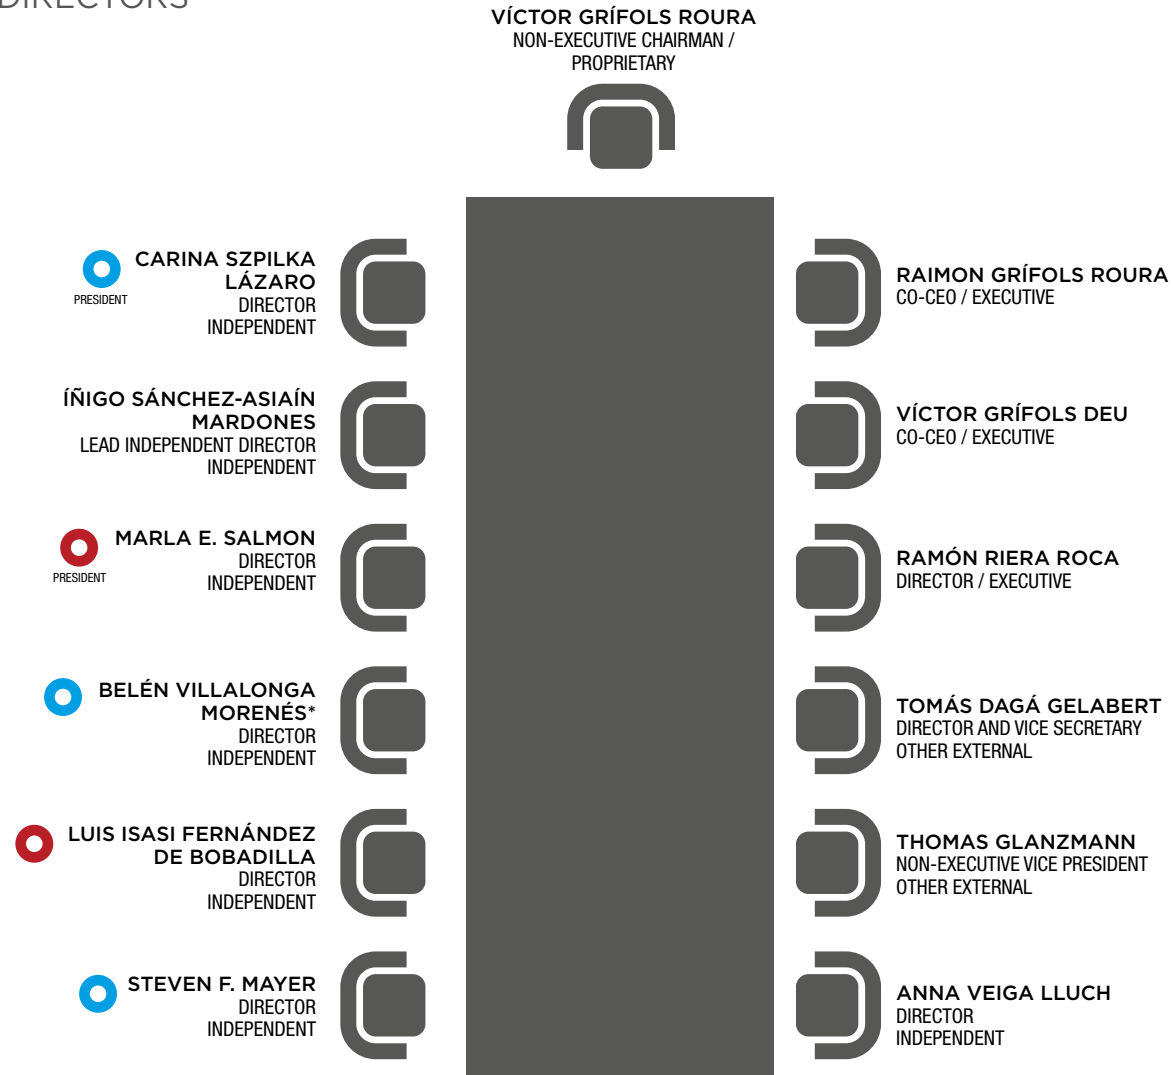 DIRECTORS
VÍCTOR GRÍFOLS ROURA
NON-EXECUTIVE CHAIRMAN /
PROPRIETARY
CARINA SZPILKA
LÁZARO
DIRECTOR
INDEPENDENT
PRESIDENT
ÍÑIGO SÁNCHEZ-ASIAÍN
MARDONES
LEAD INDEPENDENT DIRECTOR
INDEPENDENT
MARLA E. SALMON
DIRECTOR
INDEPENDENT
PRESIDENT
BELÉN VILLALONGA
MORENÉS*
DIRECTOR
INDEPENDENT
LUIS ISASI FERNÁNDEZ
DE BOBADILLA
DIRECTOR
INDEPENDENT
STEVEN F. MAYER
DIRECTOR
INDEPENDENT
RAIMON GRÍFOLS ROURA
CO-CEO / EXECUTIVE
VÍCTOR GRÍFOLS DEU
CO-CEO / EXECUTIVE
RAMÓN RIERA ROCA
DIRECTOR / EXECUTIVE
TOMÁS DAGÁ GELABERT
DIRECTOR AND VICE SECRETARY
OTHER EXTERNAL
THOMAS GLANZMANN
NON-EXECUTIVE VICE PRESIDENT
OTHER EXTERNAL
ANNA VEIGA LLUCH
DIRECTOR
INDEPENDENT